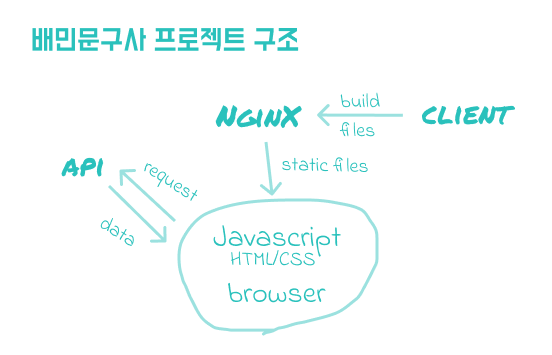 배민문구사 프로젝트 구조
NginX
build
files
CLIENT
static files
API
request
data
Javascript
HTML/CSS
browser